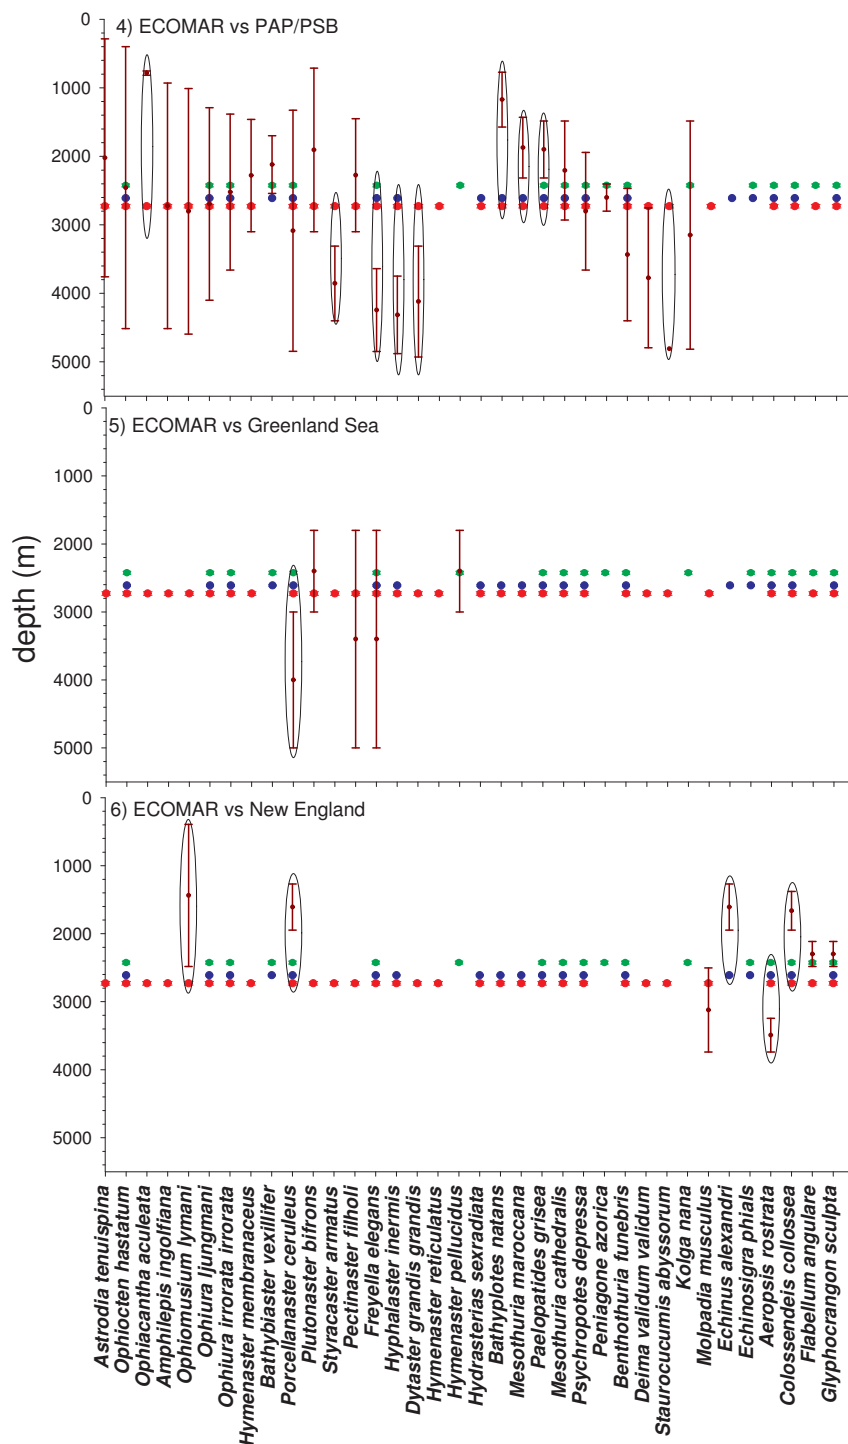 4) ECOMAR vs PAP/PSB
0
1000
2000
3000
4000
5000
5) ECOMAR vs Greenland Sea
0
1000
2000
3000
4000
5000
depth (m)
6) ECOMAR vs New England
0
1000
2000
3000
4000
5000
Astrodia tenuispina
Ophiocten hastatum
Ophiacantha aculeata
Amphilepis ingolfiana
Ophiomusium lymani
Ophiura ljungmani
Ophiura irrorata irrorata
Hymenaster membranaceus
Bathybiaster vexillifer
Porcellanaster ceruleus
Plutonaster bifrons
Styracaster armatus
Pectinaster filholi
Freyella elegans
Hyphalaster inermis
Dytaster grandis grandis
Hymenaster reticulatus
Hymenaster pellucidus
Hydrasterias sexradiata
Bathyplotes natans
Mesothuria maroccana
Paelopatides grisea
Mesothuria cathedralis
Psychropotes depressa
Peniagone azorica
Benthothuria funebris
Deima validum validum
Staurocucumis abyssorum
Kolga nana
Molpadia musculus
Echinus alexandri
Echinosigra phials
Aeropsis rostrata
Colossendeis collossea
Flabellum angulare
Glyphocrangon sculpta